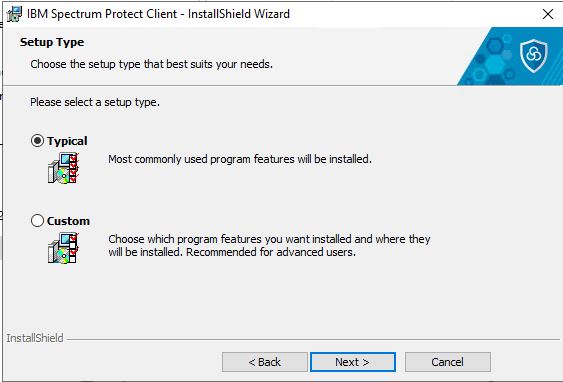 IBM Spectrum Protect Client - InstallShield Wizard
Setup Type
Choose the setup type that best suits your needs.
Please select a setup type.
Typical
Most commonly used program features will be installed.
Custom
Choose which program features you want installed and where they
will be installed. Recommended for advanced users.
InstallShield
< Back
Next >
Cancel